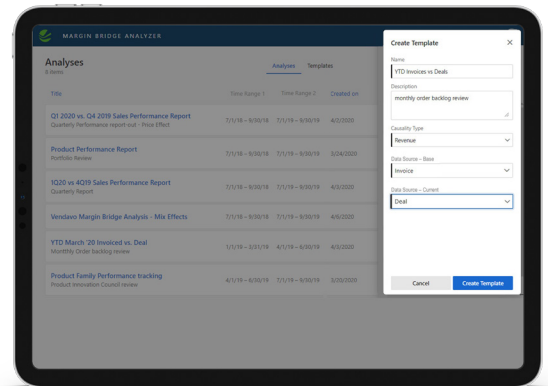 MARGIN BRIDGE ANALYZER
Analyses
6 items
Analyses Templates
Title Time Range 1 Time Range 2 Created on
Q1 2020 vs. Q4 2019 Sales Performance Report
Quarterly Performance report-out - Price Effect
7/1/18 – 9/30/18 7/1/19 – 9/30/19 4/2/2020
Product Performance Report
Portfolio Review
7/1/18 – 9/30/18 7/1/19 – 9/30/19 3/24/2020
1Q20 vs 4Q19 Sales Performance Report
Quarterly Report
7/1/18 – 9/30/18 7/1/19 – 9/30/19 4/3/2020
Vendavo Margin Bridge Analysis - Mix Effects
7/1/18 – 9/30/18 7/1/19 – 9/30/19 4/8/2020
YTD March '20 Invoiced vs. Deal
Monthly Order backlog review
1/1/19 – 3/31/19 4/1/19 – 6/30/19 4/3/2020
Product Family Performance tracking
Product Innovation Council review
4/1/19 – 6/30/19 7/1/19 – 9/30/19 3/20/2020
Create Template
Name
YTD Invoices vs Deals
Description
monthly order backlog review
Causality Type
Revenue
Data Source – Base
Invoice
Data Source – Current
Deal
Cancel Create Template